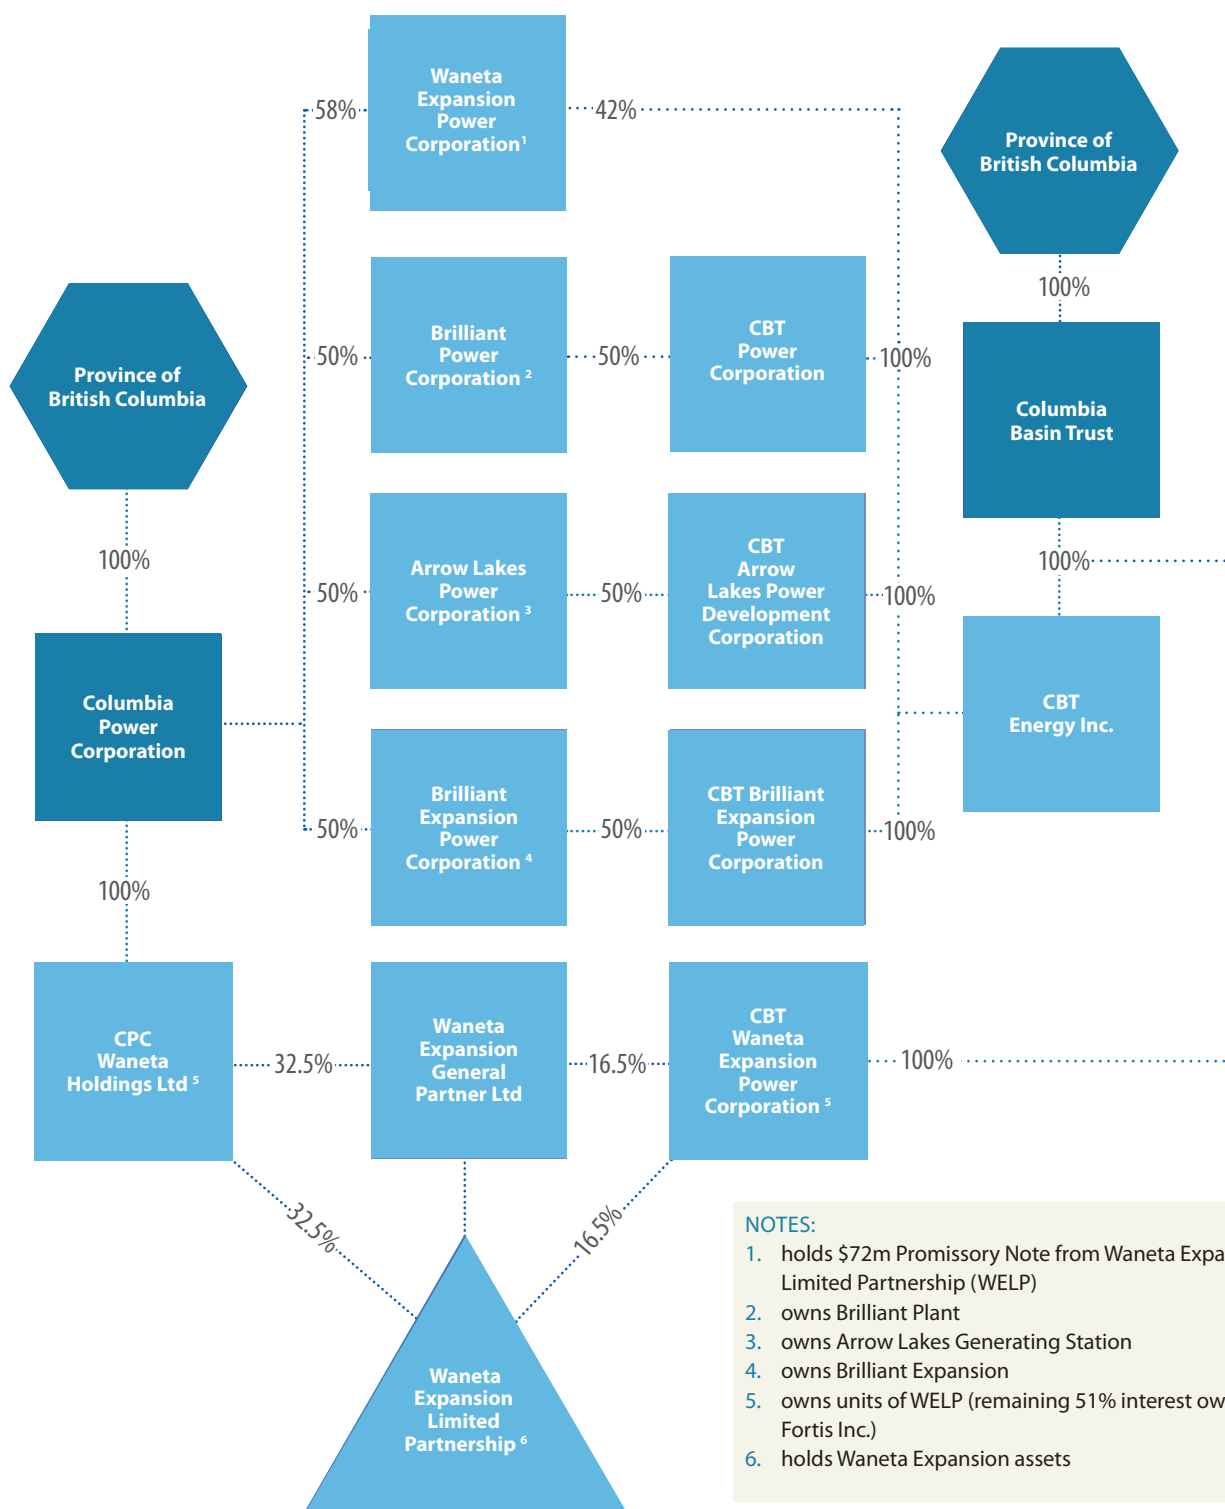 Waneta
Expansion
Power
Corporation1
58%
42%
Province of
British Columbia
100%
Brilliant
Power
Corporation 2
50%
50%
CBT
Power
Corporation
100%
Province of
British Columbia
Columbia
Basin Trust
100%
100%
Arrow Lakes
Power
Corporation 3
50%
50%
CBT
Arrow
Lakes Power
Development
Corporation
100%
Columbia
Power
Corporation
CBT
Energy Inc.
Brilliant
Expansion
Power
Corporation 4
50%
50%
CBT Brilliant
Expansion
Power
Corporation
100%
100%
CPC
Waneta
Holdings Ltd 5
32.5%
Waneta
Expansion
General
Partner Ltd
16.5%
CBT
Waneta
Expansion
Power
Corporation 5
100%
32.5%
16.5%
Waneta
Expansion
Limited
Partnership 6
NOTES:
1. holds $72m Promissory Note from Waneta Expa
Limited Partnership (WELP)
2. owns Brilliant Plant
3. owns Arrow Lakes Generating Station
4. owns Brilliant Expansion
5. owns units of WELP (remaining 51% interest ow
Fortis Inc.)
6. holds Waneta Expansion assets